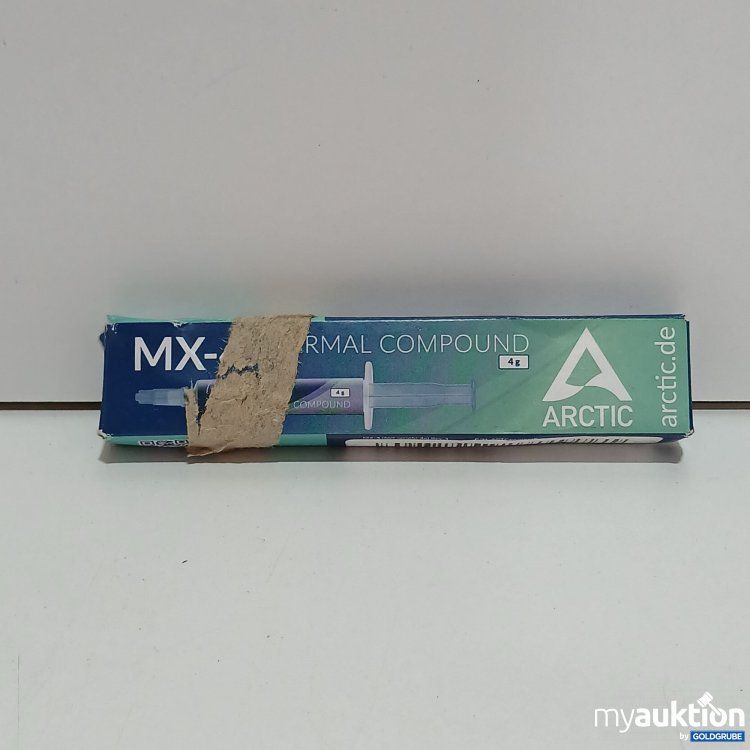 MX-
RMAL COMPOUND
4g
4g
COMPOUND
ARCTIC
arctic.de
myauktion
by GOLDGRUBE